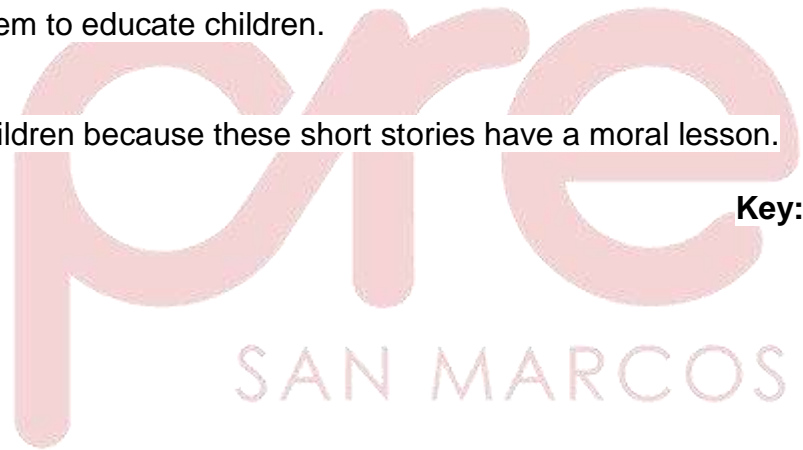 em to educate children.
ildren because these short stories have a moral lesson.
Key:
pre
SAN MARCOS